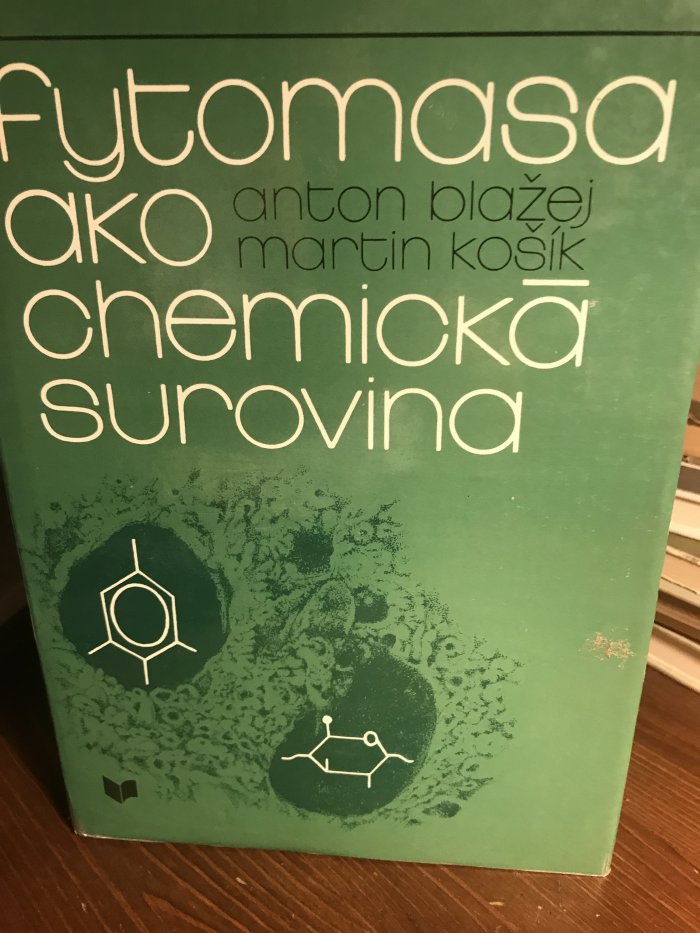 fytomasa
ako
anton blažej
martin košík
chemická
surovina